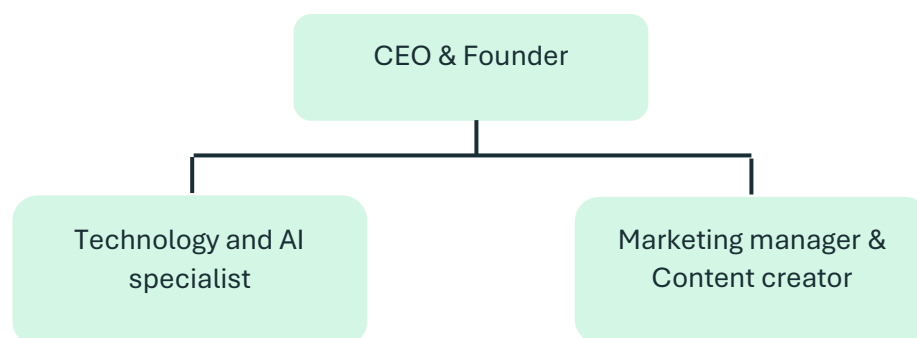 CEO & Founder
Technology and AI
specialist
Marketing manager &
Content creator